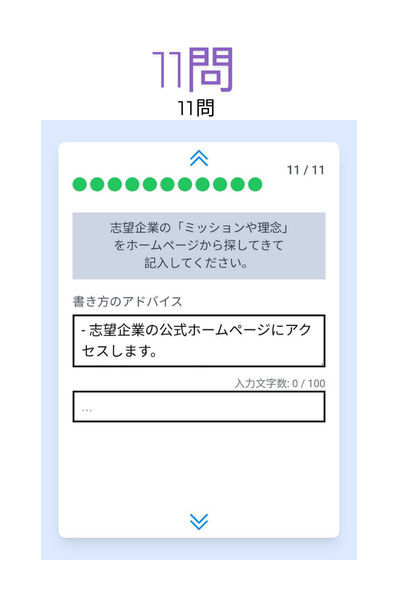 11問
11問
11 / 11
志望企業の「ミッションや理念」
をホームページから探してきて
記入してください。
書き方のアドバイス
- 志望企業の公式ホームページにアク
セスします。
入力文字数: 0 / 100
...